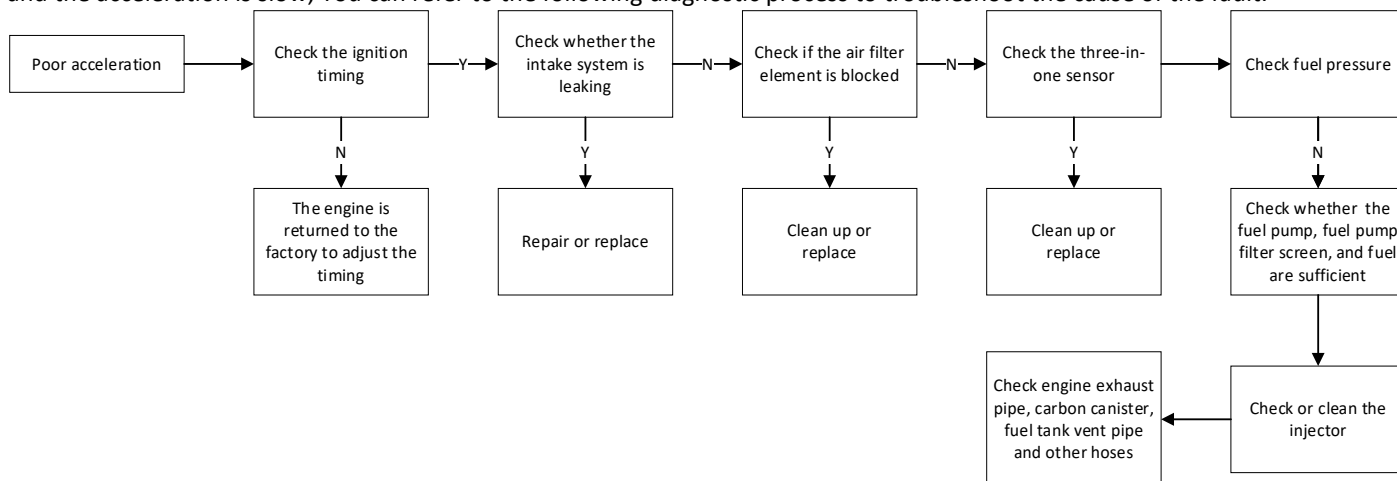 and the acceleration is slow, You can refer to the following diagnostic process to troubleshoot the cause of the fault.
Poor acceleration
Check the ignition
timing
Y
Check whether the
intake system is
leaking
N
Check if the air filter
element is blocked
N
Check the three-in-
one sensor
Check fuel pressure
N
Y
Y
Y
N
The engine is
returned to the
factory to adjust the
timing
Repair or replace
Clean up or
replace
Clean up or
replace
Check whether the
fuel pump, fuel pump
filter screen, and fuel
are sufficient
Check engine exhaust
pipe, carbon canister,
fuel tank vent pipe
and other hoses
Check or clean the
injector